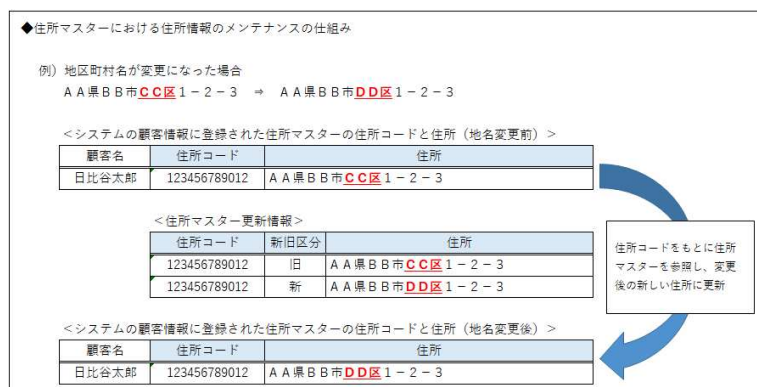 ◆住所マスターにおける住所情報のメンテナンスの仕組み
例）地区町村名が変更になった場合
ＡＡ県ＢＢ市ＣＣ区１－２－３　⇒　ＡＡ県ＢＢ市ＤＤ区１－２－３
＜システムの顧客情報に登録された住所マスターの住所コードと住所（地名変更前）＞
顧客名　住所コード　住所
日比谷太郎　123456789012　ＡＡ県ＢＢ市ＣＣ区１－２－３
＜住所マスター更新情報＞
住所コード　新旧区分　住所
123456789012　旧　ＡＡ県ＢＢ市ＣＣ区１－２－３
123456789012　新　ＡＡ県ＢＢ市ＤＤ区１－２－３
住所コードをもとに住所
マスターを参照し、変更
後の新しい住所に更新
＜システムの顧客情報に登録された住所マスターの住所コードと住所（地名変更後）＞
顧客名　住所コード　住所
日比谷太郎　123456789012　ＡＡ県ＢＢ市ＤＤ区１－２－３